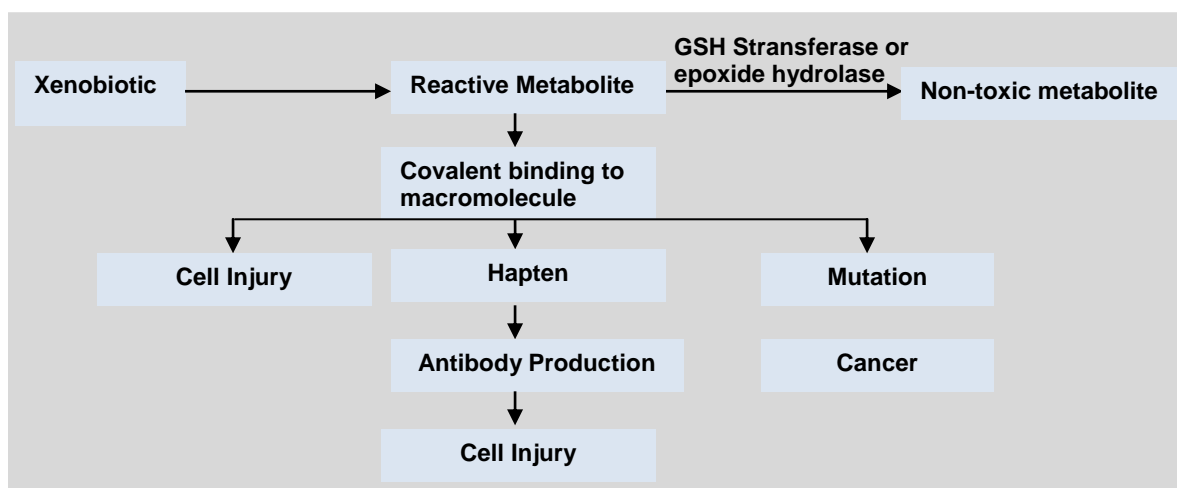 GSH Stransferase or
epoxide hydrolase
Xenobiotic
Reactive Metabolite
Non-toxic metabolite
Covalent binding to
macromolecule
Cell Injury
Hapten
Mutation
Antibody Production
Cancer
Cell Injury